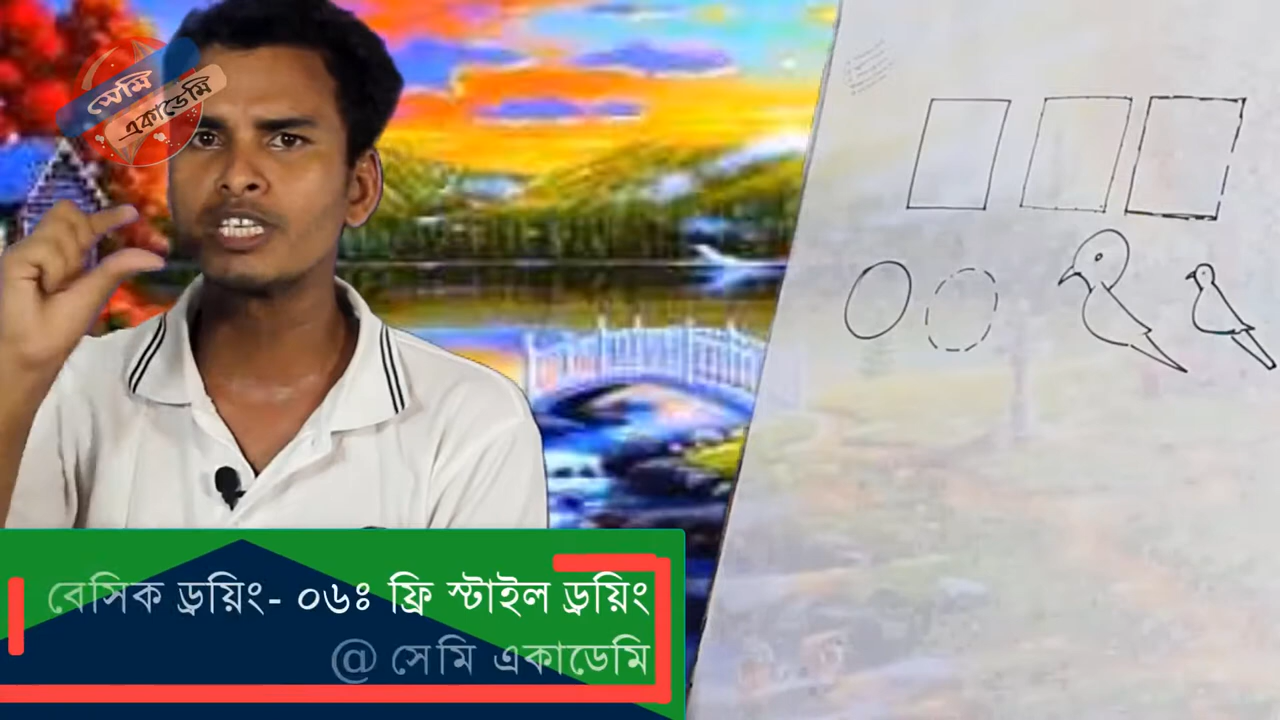 সেমি
একাডেমি
বেসিক ড্রয়িং- ০৬ঃ ফ্রি স্টাইল ড্রয়িং
@ সেমি একাডেমি